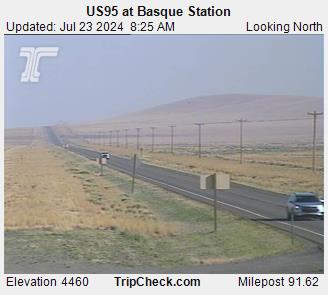 US95 at Basque Station
Updated: Jul 23 2024 8:25 AM Looking North
Elevation 4460 TripCheck.com Milepost 91.62